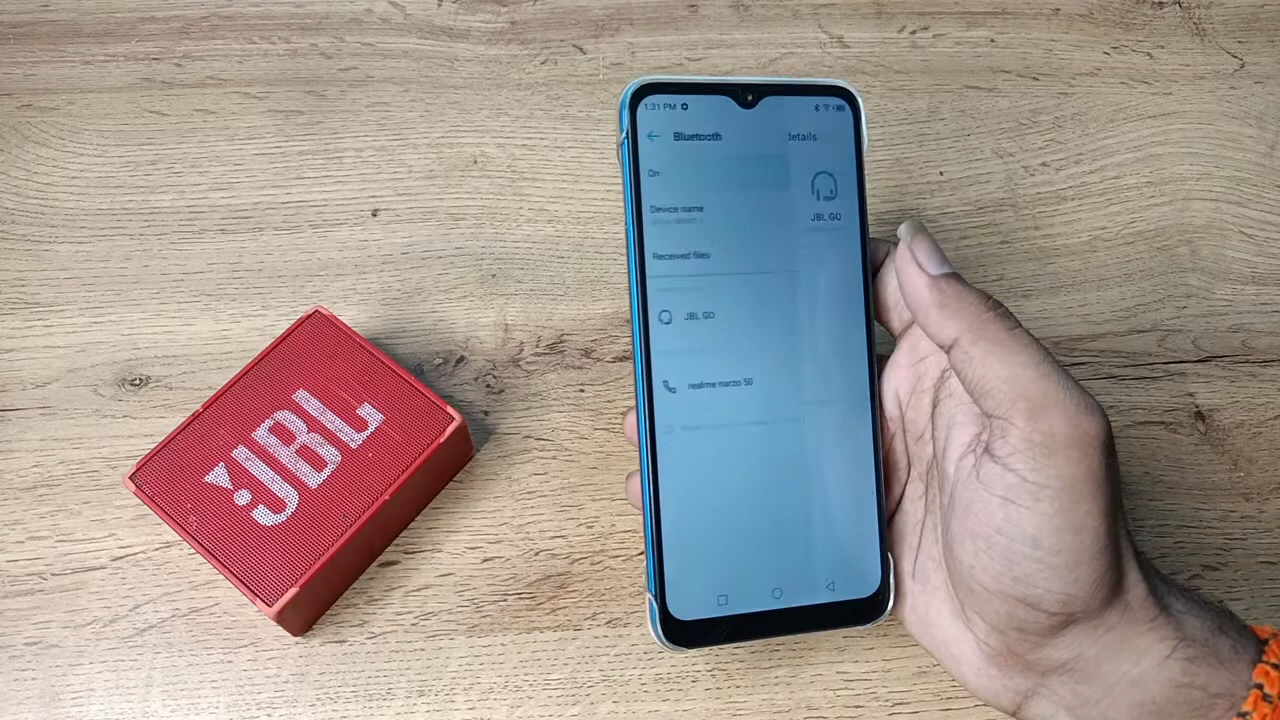 JBL
1:31 PM
Bluetooth
details
On
Device name
Received files
JBL GO
JBL GO
realme narzo 50